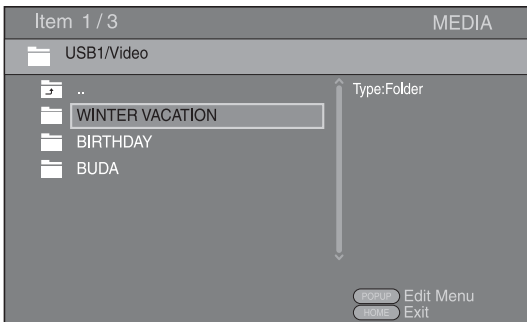 Item 1/3 MEDIA
USB1/Video
.. Type:Folder
WINTER VACATION
BIRTHDAY
BUDA
POPUP Edit Menu
HOME Exit